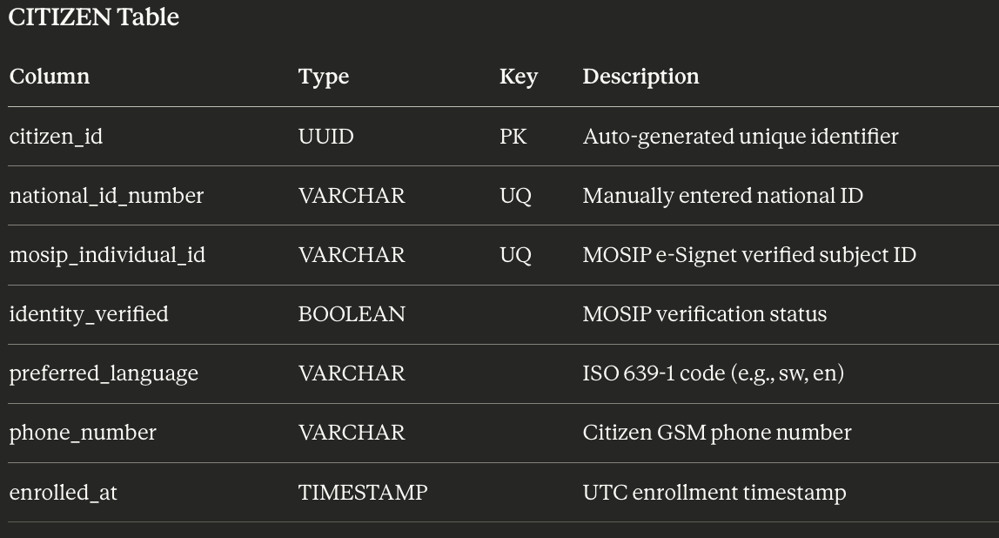 CITIZEN Table
Column Type Key Description
citizen_id UUID PK Auto-generated unique identifier
national_id_number VARCHAR UQ Manually entered national ID
mosip_individual_id VARCHAR UQ MOSIP e-Signet verified subject ID
identity_verified BOOLEAN MOSIP verification status
preferred_language VARCHAR ISO 639-1 code (e.g., sw, en)
phone_number VARCHAR Citizen GSM phone number
enrolled_at TIMESTAMP UTC enrollment timestamp